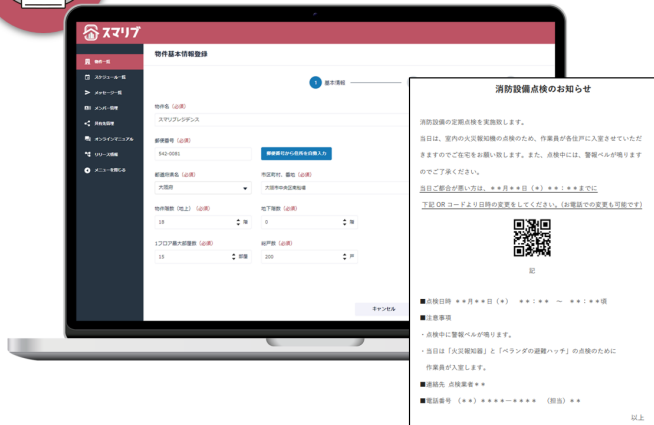 スマリブ
物件基本情報登録
物件一覧
スケジュール一覧
メッセージ一覧
メンバー管理
共有先管理
オンラインマニュアル
リリース情報
メニューを閉じる
1 基本情報
物件名 (必須)
スマリブレジデンス
郵便番号 (必須)
542-0081
郵便番号から住所を自動入力
都道府県名 (必須)
市区町村、番地 (必須)
大阪府
大阪市中央区南船場
物件階数（地上） (必須)
地下階数 (必須)
18 階
0 階
1フロア最大部屋数 (必須)
総戸数 (必須)
15 部屋
200 戸
キャンセル
消防設備点検のお知らせ
消防設備の定期点検を実施致します。
当日は、室内の火災報知機の点検のため、作業員が各住戸に入室させていただ
きますのでご在宅をお願い致します。また、点検中には、警報ベルが鳴ります
のでご了承ください。
当日ご都合が悪い方は、＊＊月＊＊日（＊）＊＊：＊＊までに
下記 QR コードより日時の変更をしてください。（お電話での変更も可能です）
記
■点検日時 ＊＊月＊＊日（＊） ＊＊：＊＊ ～ ＊＊：＊＊頃
■注意事項
・点検中に警報ベルが鳴ります。
・当日は「火災報知器」と「ベランダの避難ハッチ」の点検のために
作業員が入室します。
■連絡先 点検業者＊＊
■電話番号 （＊＊）＊＊＊＊ー＊＊＊＊ （担当）＊＊
以上